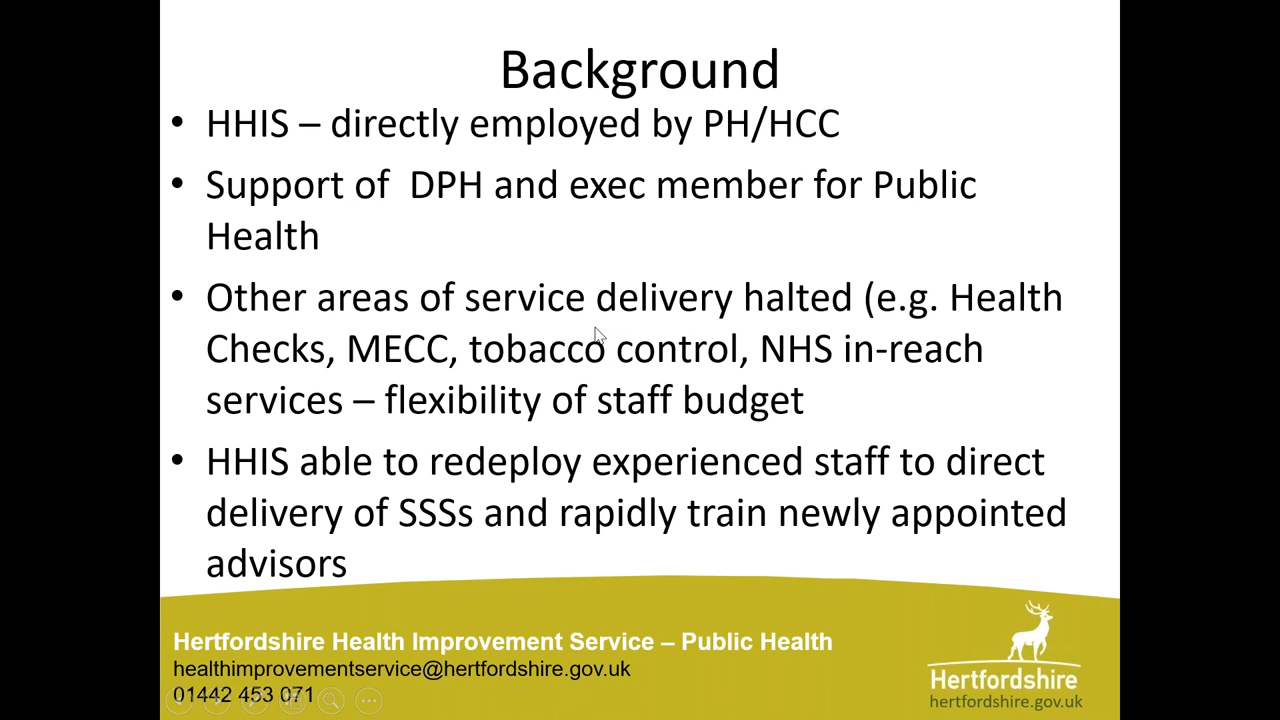 Background
• HHIS – directly employed by PH/HCC
• Support of  DPH and exec member for Public
Health
• Other areas of service delivery halted (e.g. Health
Checks, MECC, tobacco control, NHS in-reach
services – flexibility of staff budget
• HHIS able to redeploy experienced staff to direct
delivery of SSSs and rapidly train newly appointed
advisors
Hertfordshire Health Improvement Service – Public Health
healthimprovementservice@hertfordshire.gov.uk
01442 453 071
Hertfordshire
hertfordshire.gov.uk